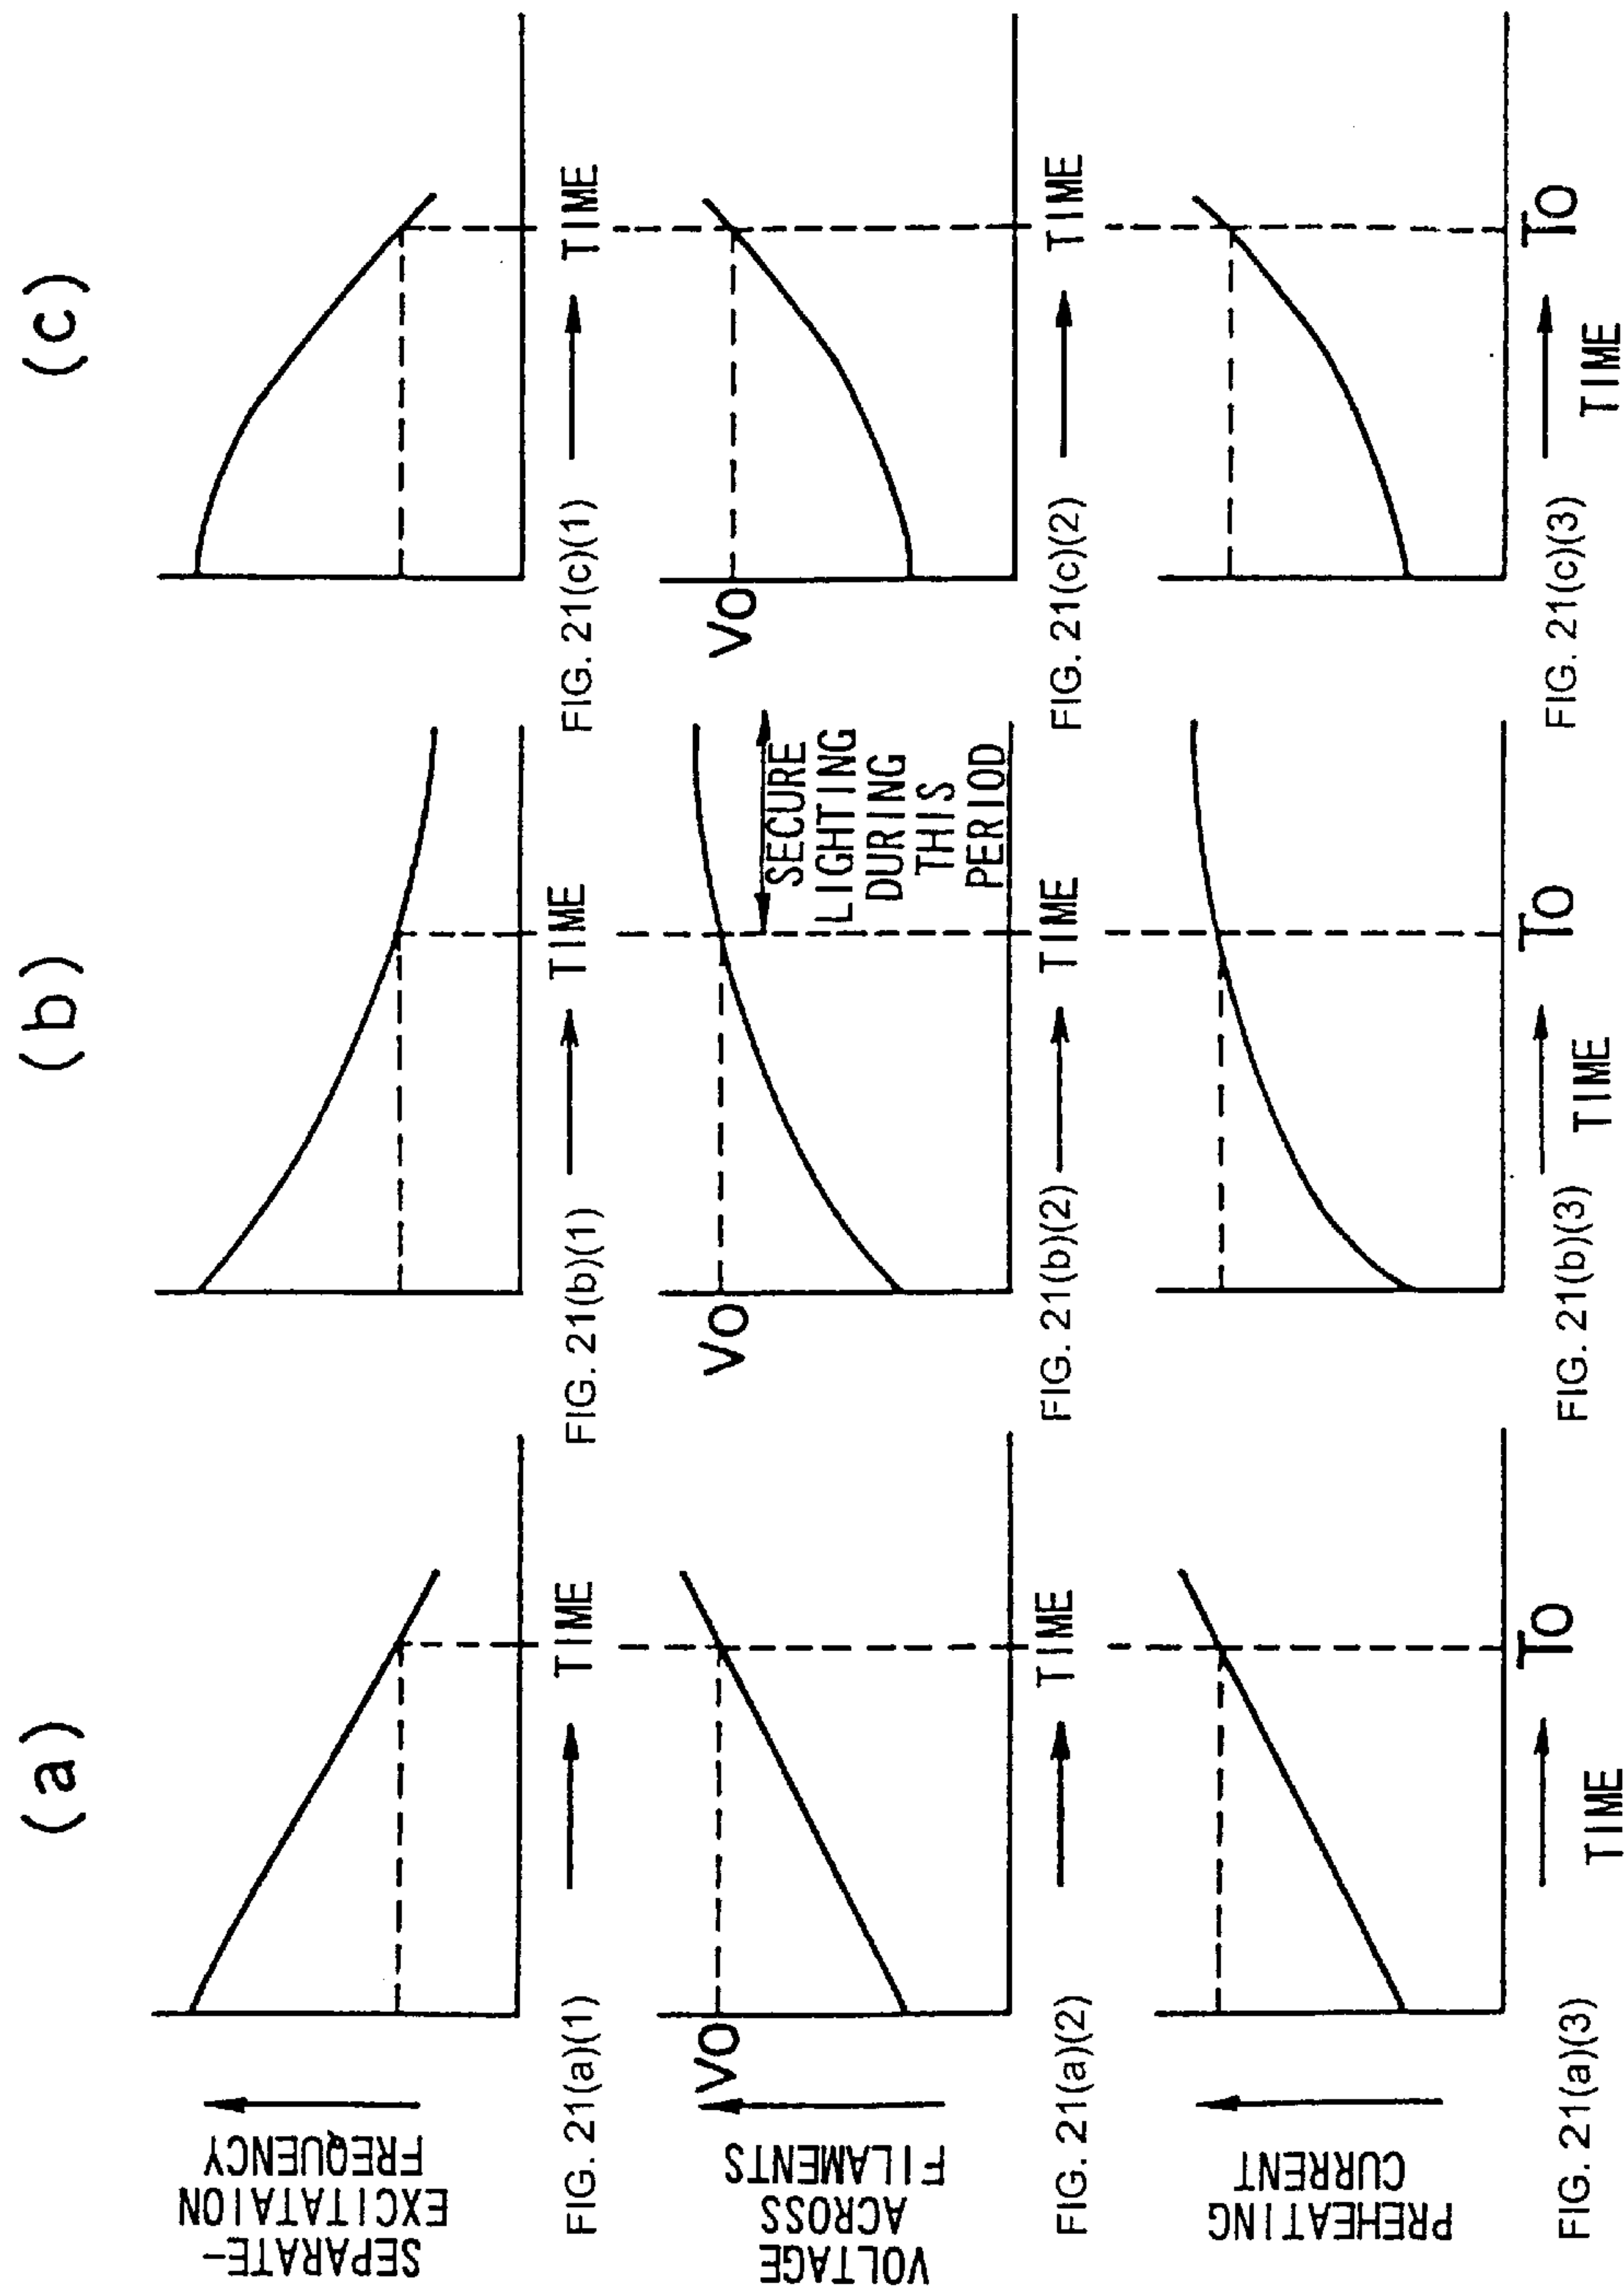 (a)
(b)
(c)
SEPARATE-
EXCITATAION
FREQUENCY
TIME
TIME
TIME
FIG. 21(a)(1)
FIG. 21(b)(1)
FIG. 21(c)(1)
VOLTAGE
ACROSS
FILAMENTS
Vo
Vo
Vo
SECURE
LIGHTING
DURING
THIS
PERIOD
TIME
TIME
TIME
FIG. 21(a)(2)
FIG. 21(b)(2)
FIG. 21(c)(2)
PREHEATING
CURRENT
To
To
To
TIME
TIME
TIME
FIG. 21(a)(3)
FIG. 21(b)(3)
FIG. 21(c)(3)